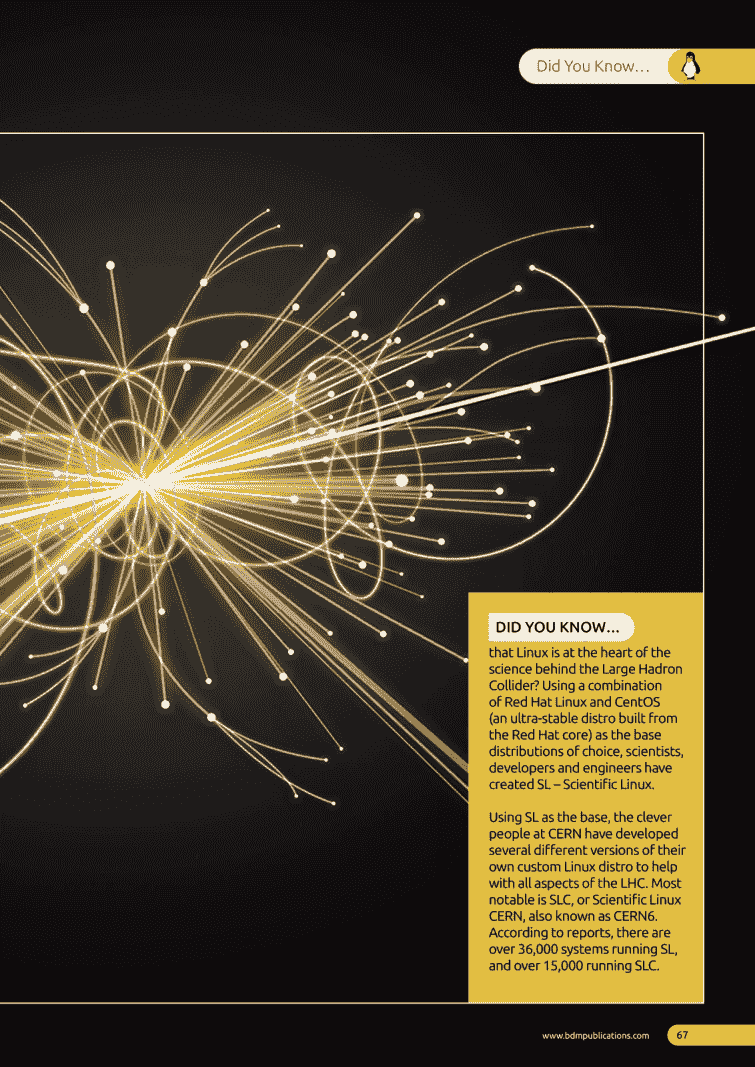 Did You Know...
DID YOU KNOW...
that Linux is at the heart of the
science behind the Large Hadron
Collider? Using a combination
of Red Hat Linux and CentOS
(an ultra-stable distro built from
the Red Hat core) as the base
distributions of choice, scientists,
developers and engineers have
created SL – Scientific Linux.
Using SL as the base, the clever
people at CERN have developed
several different versions of their
own custom Linux distro to help
with all aspects of the LHC. Most
notable is SLC, or Scientific Linux
CERN, also known as CERN6.
According to reports, there are
over 36,000 systems running SL,
and over 15,000 running SLC.
www.bdmpublications.com 67